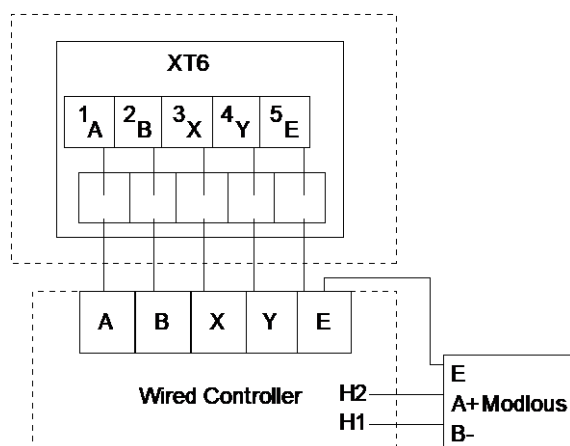 XT6
1A 2B 3X 4Y 5E
A B X Y E
E
Wired Controller H2 A+ Modlous
H1 B-